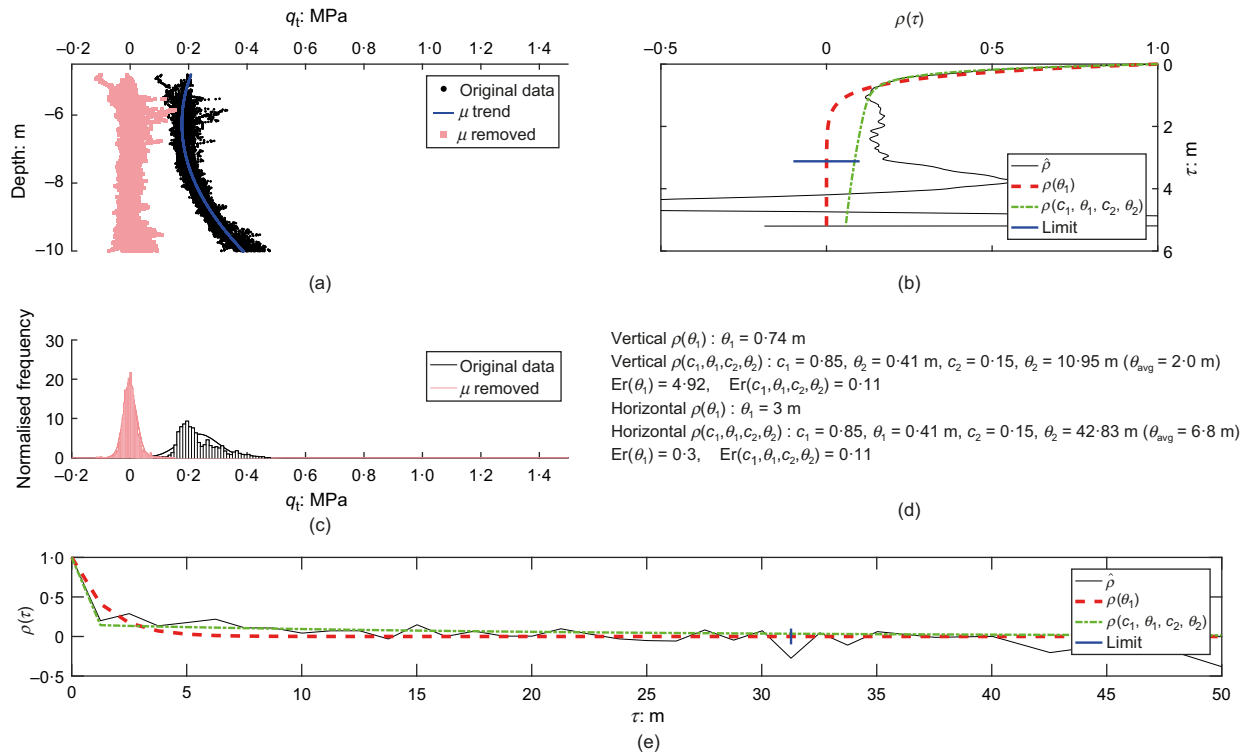 qt: MPa
–0·2 0 0·2 0·4 0·6 0·8 1·0 1·2 1·4
Depth: m
–6
–8
–10
Original data
μ trend
μ removed
(a)
ρ(τ)
–0·5 0 0·5 1·0
0
2
4
6
τ: m
ρ̂
ρ(θ1)
ρ(c1, θ1, c2, θ2)
Limit
(b)
Normalised frequency
30
20
10
0
Original data
μ removed
–0·2 0 0·2 0·4 0·6 0·8 1·0 1·2 1·4
qt: MPa
(c)
Vertical ρ(θ1) : θ1 = 0·74 m
Vertical ρ(c1,θ1,c2,θ2) : c1 = 0·85, θ2 = 0·41 m, c2 = 0·15, θ2 = 10·95 m (θavg = 2·0 m)
Er(θ1) = 4·92, Er(c1,θ1,c2,θ2) = 0·11
Horizontal ρ(θ1) : θ1 = 3 m
Horizontal ρ(c1,θ1,c2,θ2) : c1 = 0·85, θ1 = 0·41 m, c2 = 0·15, θ2 = 42·83 m (θavg = 6·8 m)
Er(θ1) = 0·3, Er(c1,θ1,c2,θ2) = 0·11
(d)
1·0
0·5
0
–0·5
ρ(τ)
ρ̂
ρ(θ1)
ρ(c1, θ1, c2, θ2)
Limit
0 5 10 15 20 25 30 35 40 45 50
τ: m
(e)